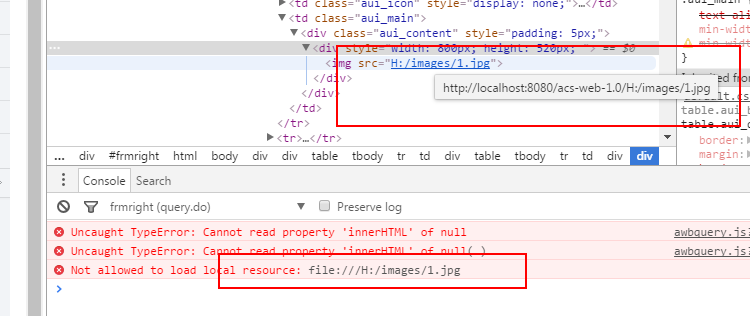 ▶<td class="aui_icon" style="display: none;">…</td>
▼<td class="aui_main">
▼<div class="aui_content" style="padding: 5px;">
… ▼<div style="width: 800px; height: 520px; "> == $0
<img src="H:/images/1.jpg">
</div>
</div>
</td>
</tr>
▶<tr>…</tr>
http://localhost:8080/acs-web-1.0/H:/images/1.jpg
.aui_main
text-ali
min-wid
min-wid
}
Inherited from
default.cs
table.aui_b
table.aui_d
border:
margin:
... div #frmright html body div div table tbody tr td div table tbody tr td div div div
Console Search
frmright (query.do) ▼ Preserve log
Uncaught TypeError: Cannot read property 'innerHTML' of null awbquery.js?
Uncaught TypeError: Cannot read property 'innerHTML' of null( ) awbquery.js?
Not allowed to load local resource: file:///H:/images/1.jpg
>